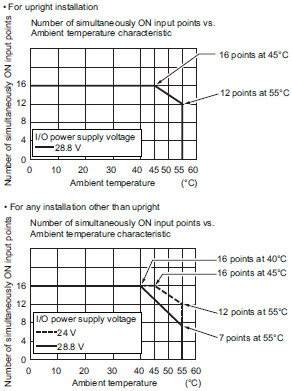 • For upright installation
Number of simultaneously ON input points vs.
Ambient temperature characteristic
Number of simultaneously ON input points
16 points at 45°C
12 points at 55°C
16
12
8
4
0
I/O power supply voltage
28.8 V
0 10 20 30 40 45 50 55 60
Ambient temperature (°C)
• For any installation other than upright
Number of simultaneously ON input points vs.
Ambient temperature characteristic
Number of simultaneously ON input points
16 points at 40°C
16 points at 45°C
12 points at 55°C
7 points at 55°C
16
12
8
4
0
I/O power supply voltage
24 V
28.8 V
0 10 20 30 40 45 50 55 60
Ambient temperature (°C)